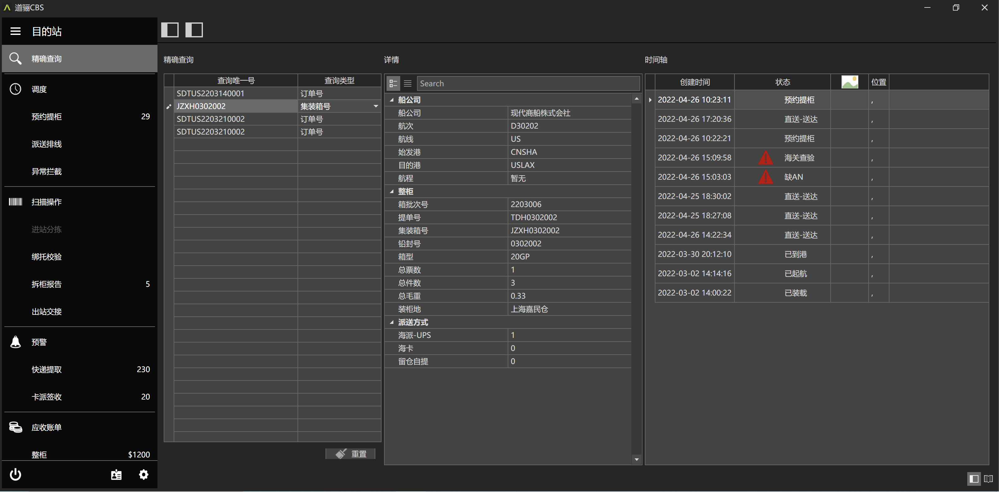 道骊CBS
目的站
精确查询
调度
预约提柜 29
派送排线
异常拦截
扫描操作
进站分拣
绑托校验
拆柜报告 5
出站交接
预警
快递提取 230
卡派签收 20
应收账单
整柜 $1200
精确查询
查询唯一号 查询类型
SDTUS2203140001 订单号
JZXH0302002 集装箱号
SDTUS2203210002 订单号
SDTUS2203210002 订单号
重置
详情
Search
船公司
船公司 现代商船株式会社
航次 D30202
航线 US
始发港 CNSHA
目的港 USLAX
航程 暂无
整柜
箱批次号 2203006
提单号 TDH0302002
集装箱号 JZXH0302002
铅封号 0302002
箱型 20GP
总票数 1
总件数 3
总毛重 0.33
装柜地 上海嘉民仓
派送方式
海派-UPS 1
海卡 0
留仓自提 0
时间轴
创建时间 状态 位置
2022-04-26 10:23:11 预约提柜 ,
2022-04-26 17:20:36 直送-送达 ,
2022-04-26 10:22:21 预约提柜 ,
2022-04-26 15:09:58 海关查验 ,
2022-04-26 15:03:03 缺AN ,
2022-04-25 18:30:02 直送-送达 ,
2022-04-25 18:27:08 直送-送达 ,
2022-04-26 14:22:34 直送-送达 ,
2022-03-30 20:12:10 已到港 ,
2022-03-02 14:14:16 已起航 ,
2022-03-02 14:00:22 已装载 ,